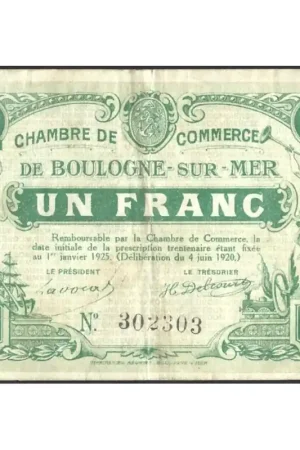 CHAMBRE DE COMMERCE
DE BOULOGNE-SUR-MER
UN FRANC
Remboursable par la Chambre de Commerce, la
date initiale de la prescription trentenaire étant fixée
au 1er janvier 1925. (Délibération du 4 juin 1920.)
LE PRÉSIDENT LE TRÉSORIER
No. 302303